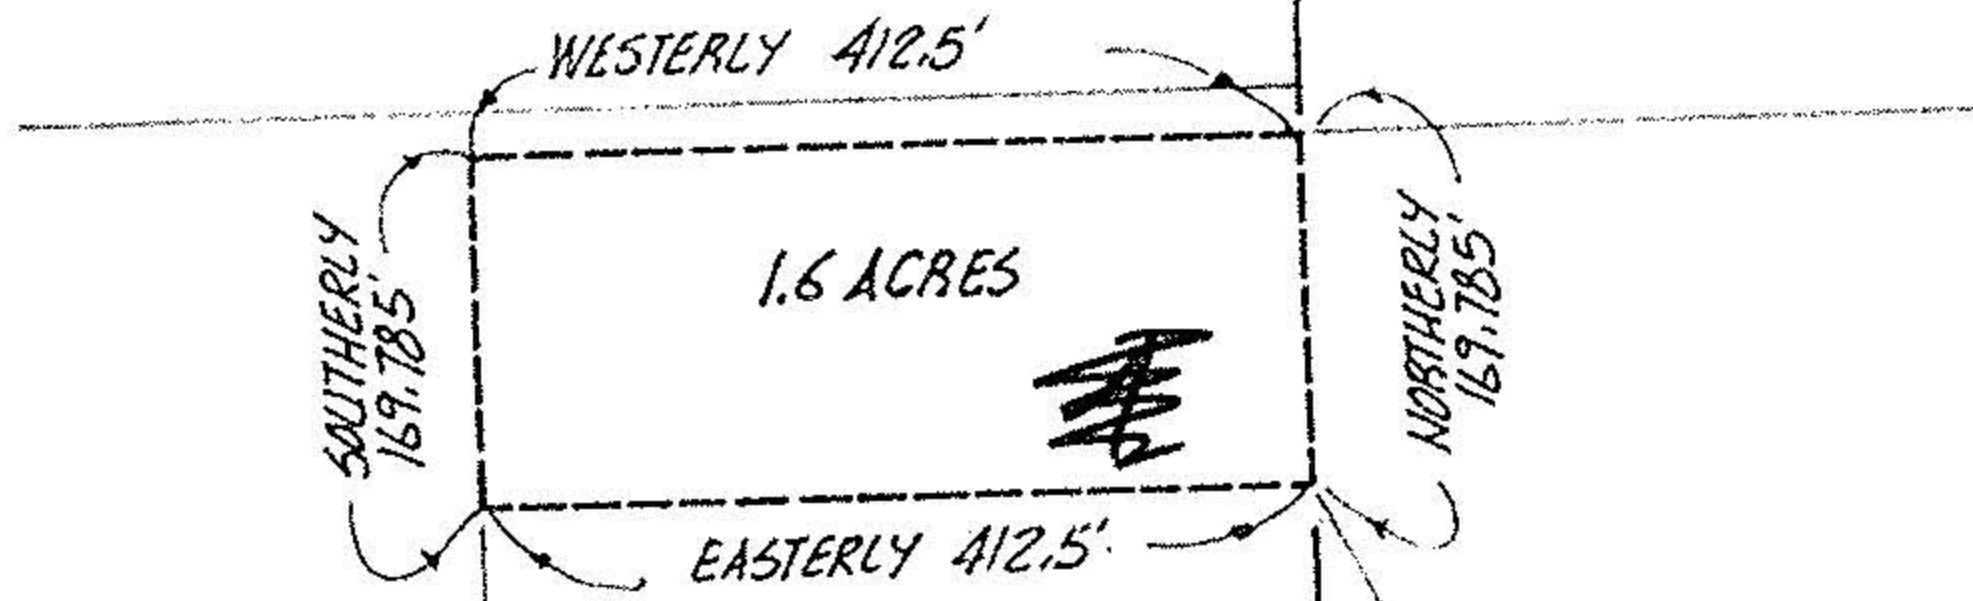 WESTERLY 412.5'
SOUTHERLY
169.785'
1.6 ACRES
NORTHERLY
169.785'
EASTERLY 412.5'